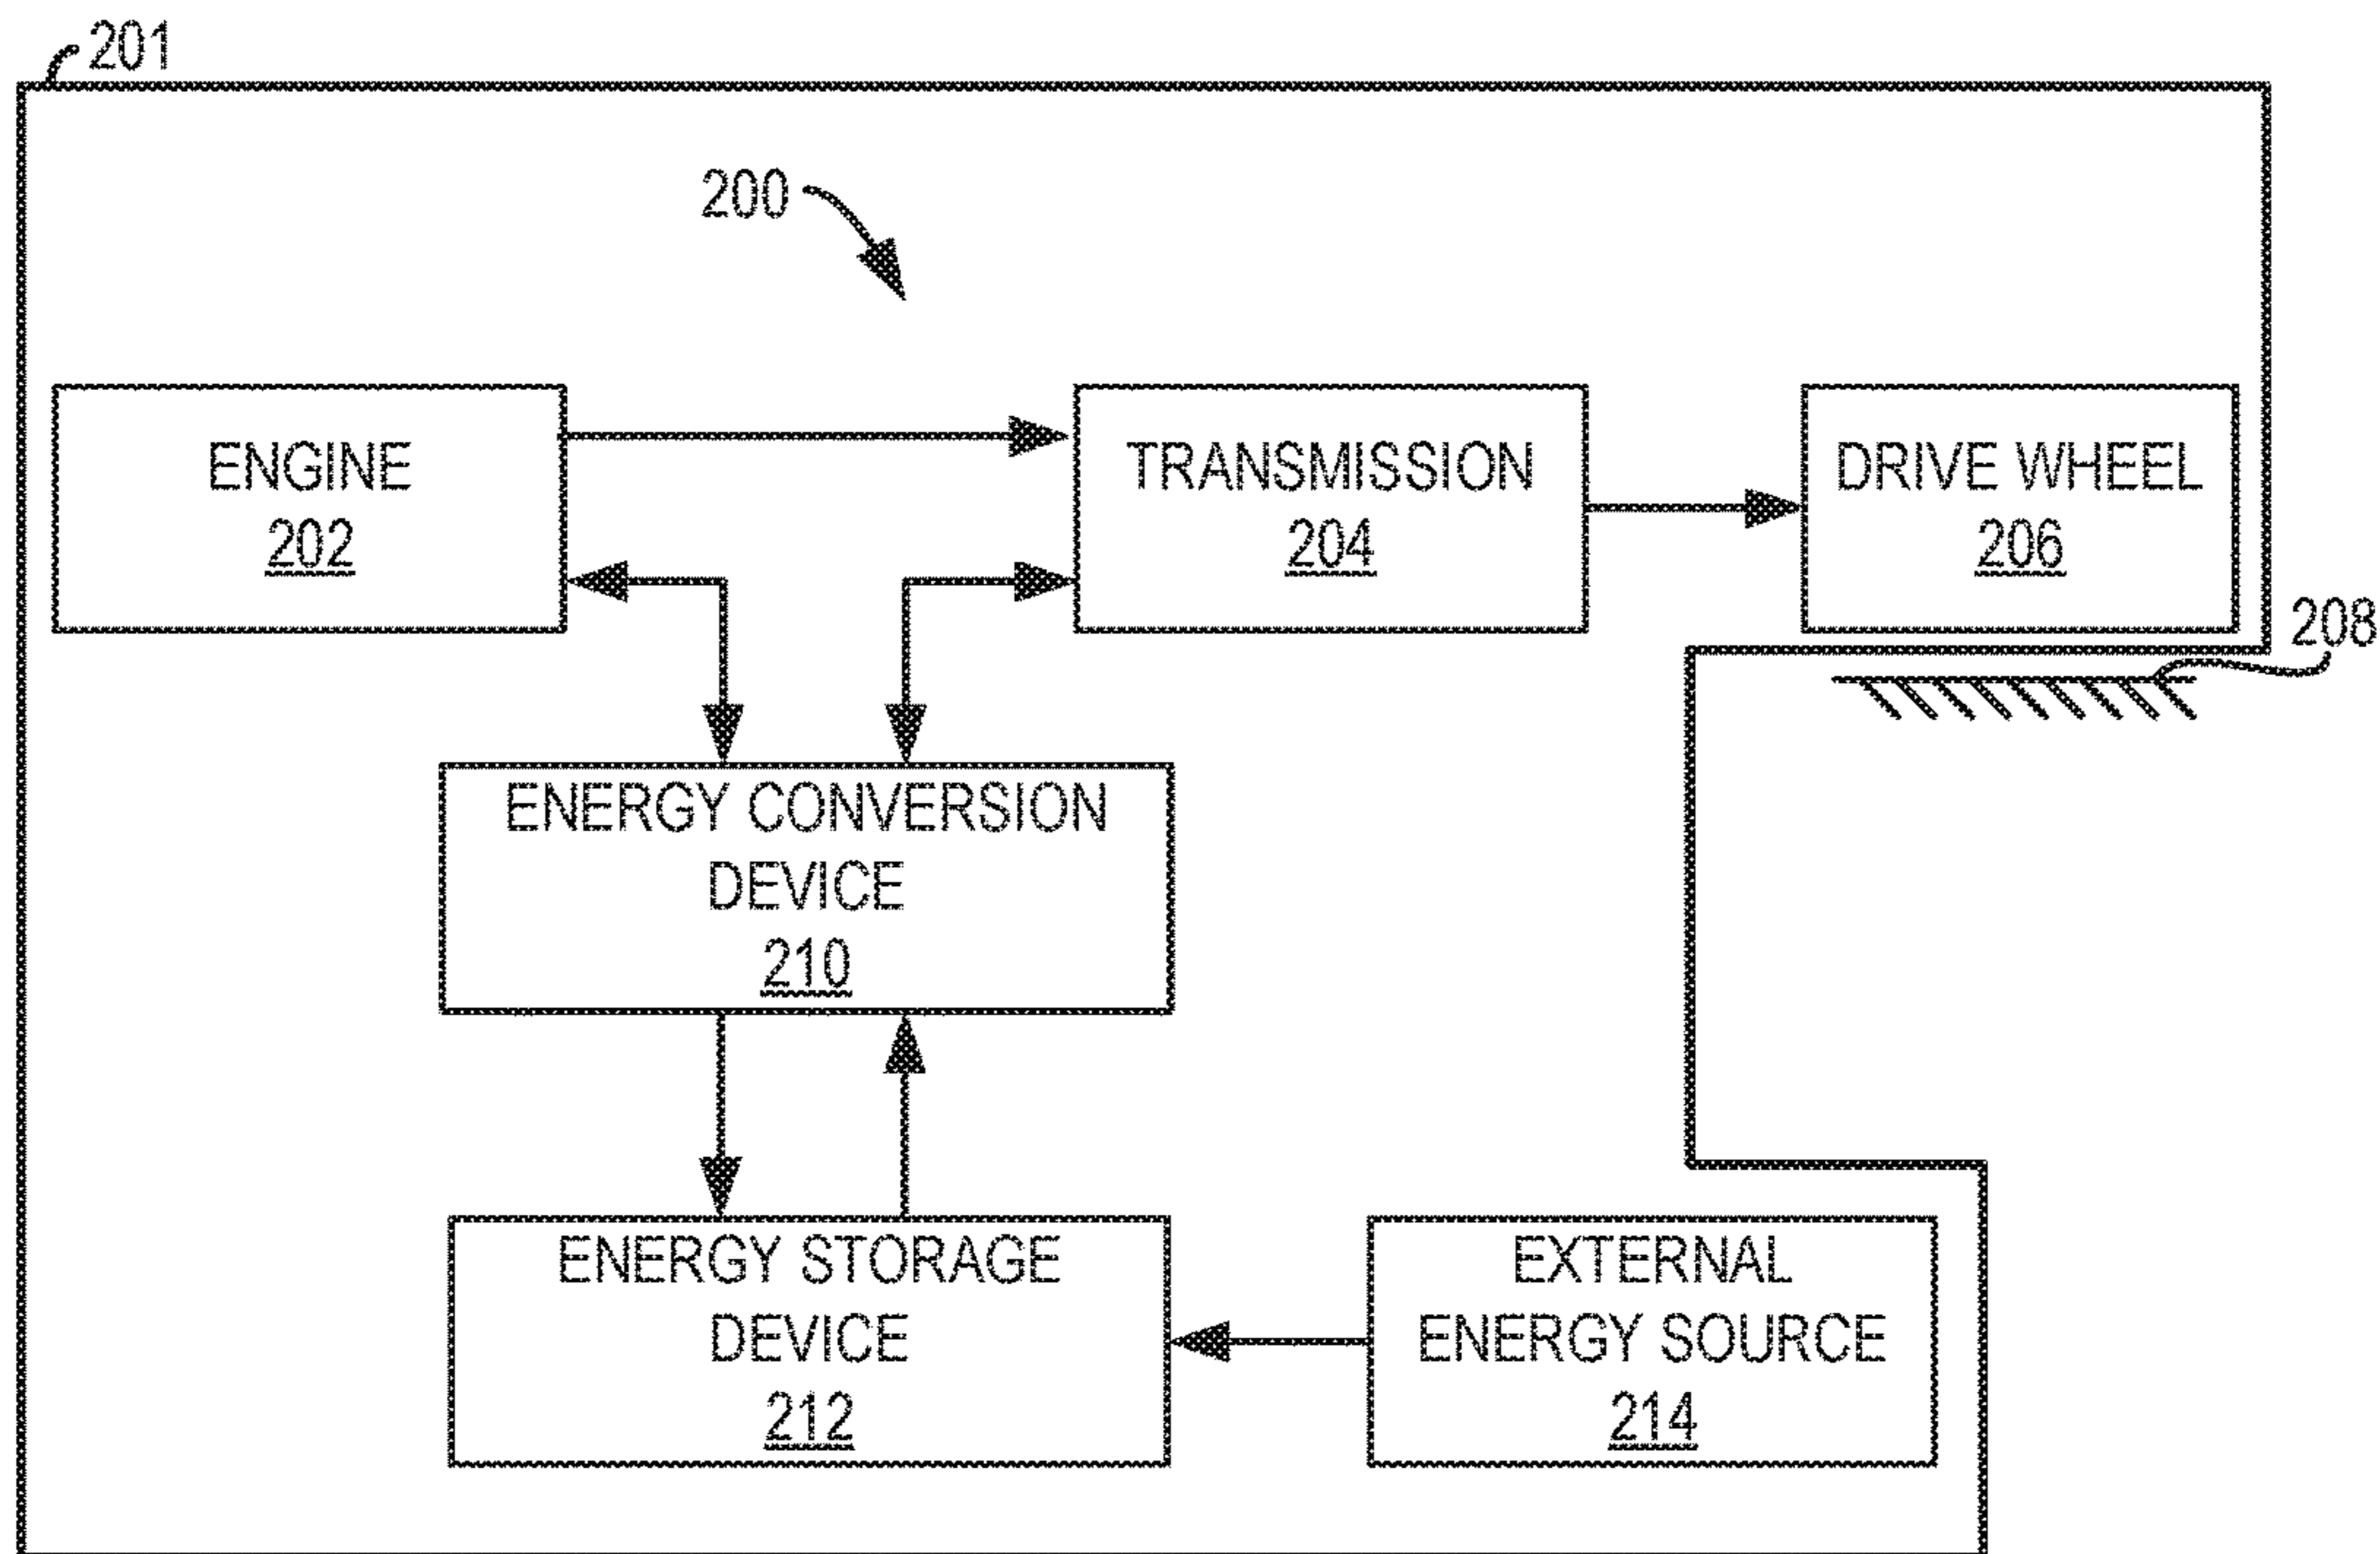 201
200
ENGINE
202
TRANSMISSION
204
DRIVE WHEEL
206
208
ENERGY CONVERSION
DEVICE
210
ENERGY STORAGE
DEVICE
212
EXTERNAL
ENERGY SOURCE
214